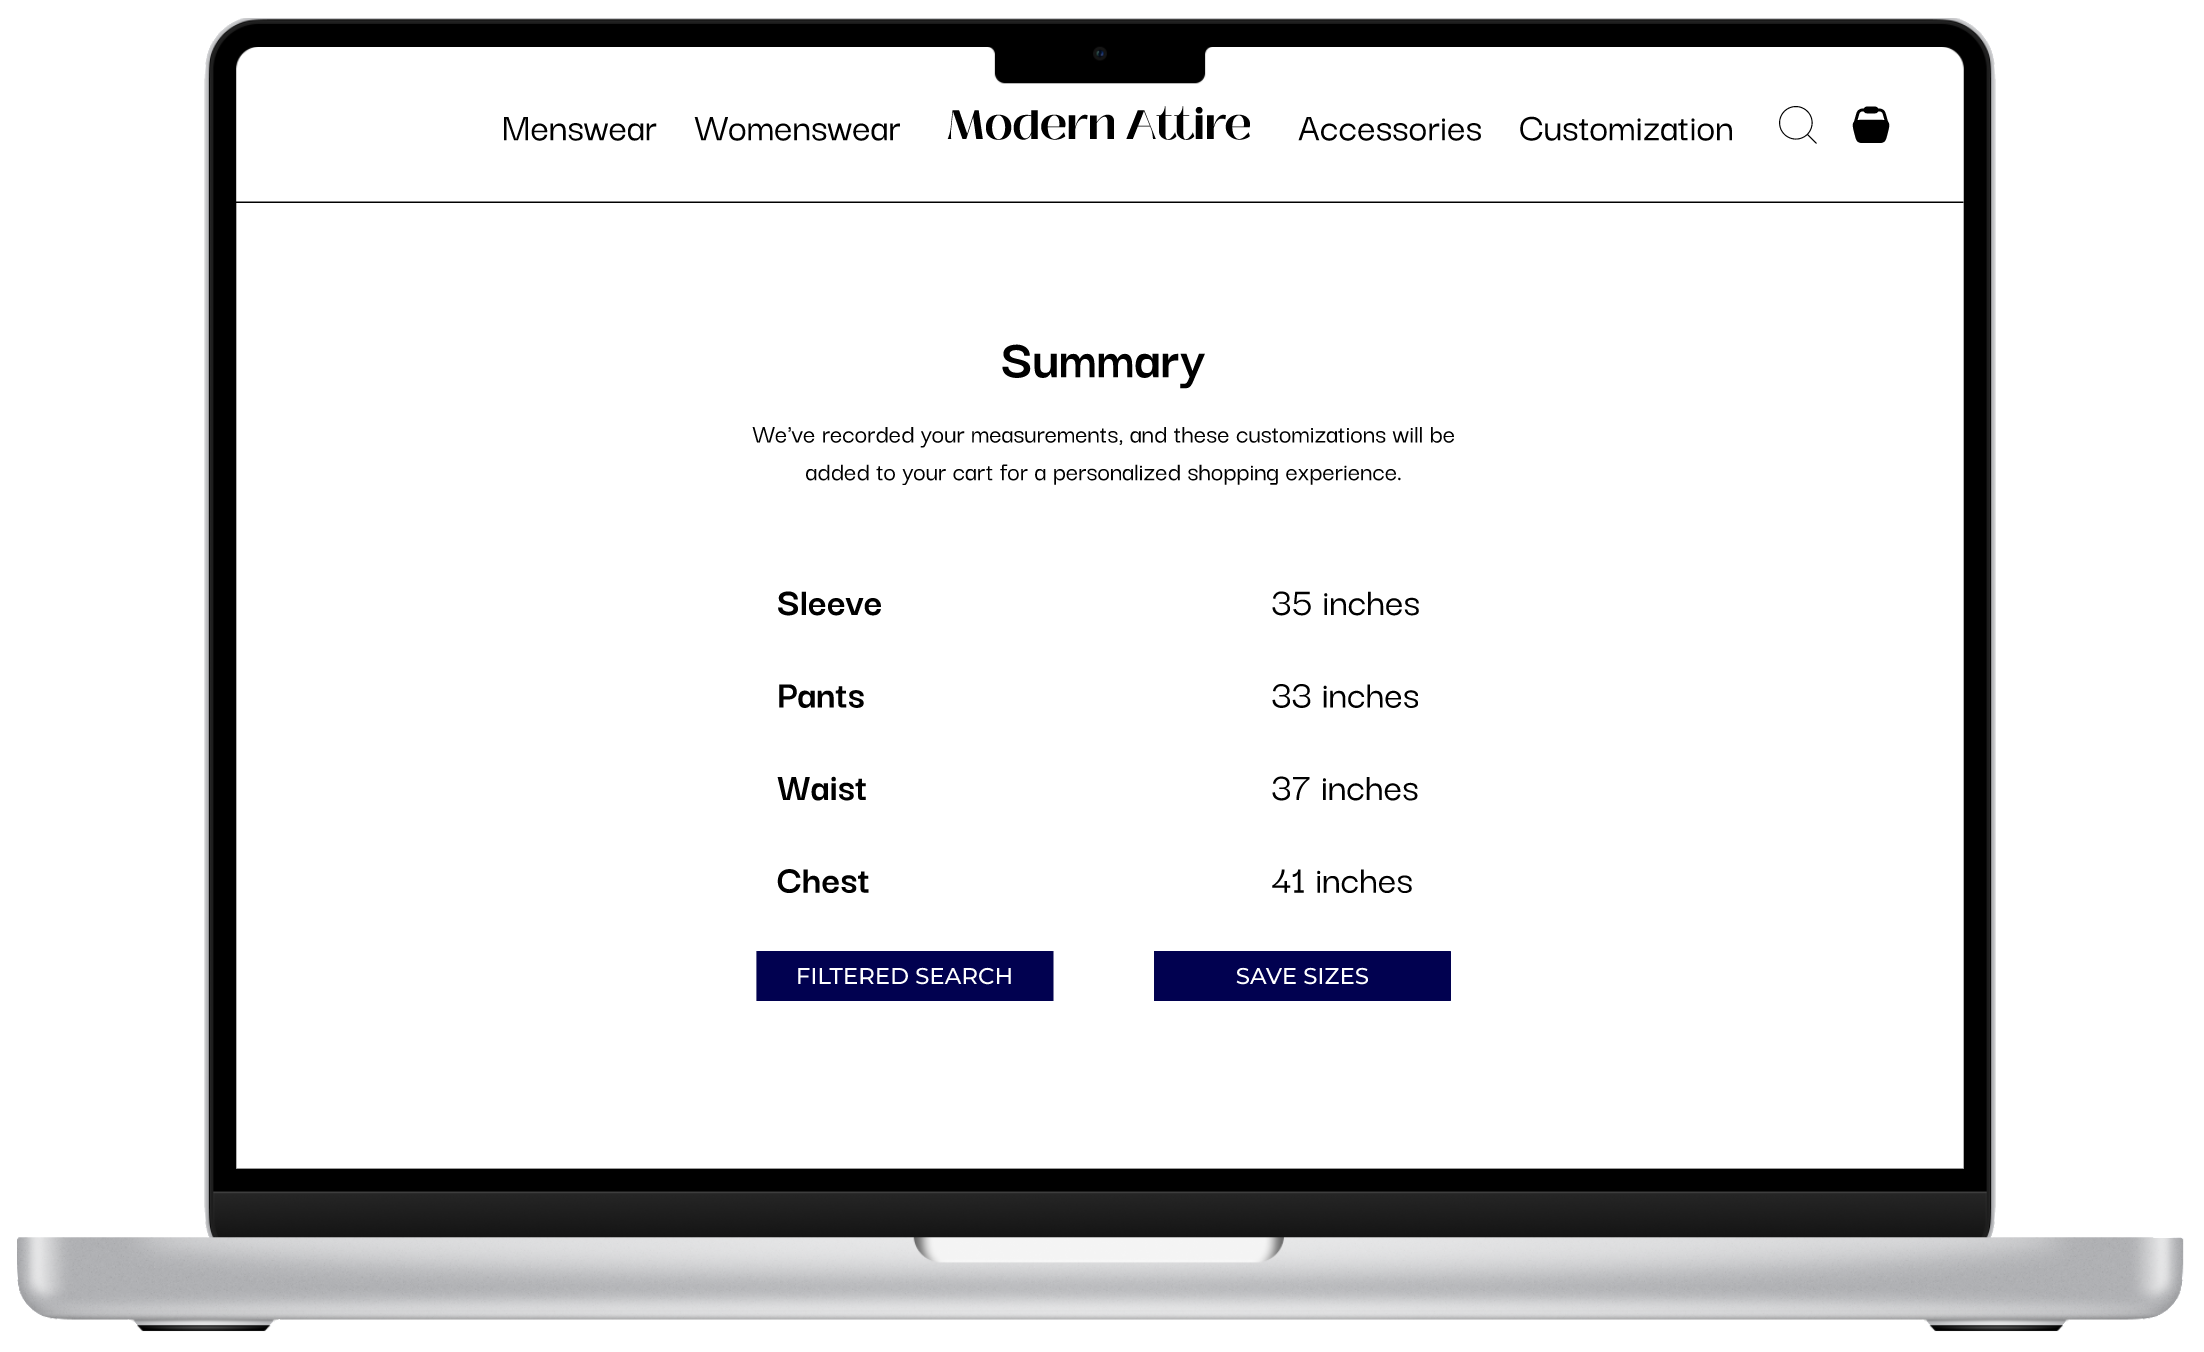 Menswear Womenswear Modern Attire Accessories Customization
Summary
We've recorded your measurements, and these customizations will be
added to your cart for a personalized shopping experience.
Sleeve 35 inches
Pants 33 inches
Waist 37 inches
Chest 41 inches
FILTERED SEARCH SAVE SIZES